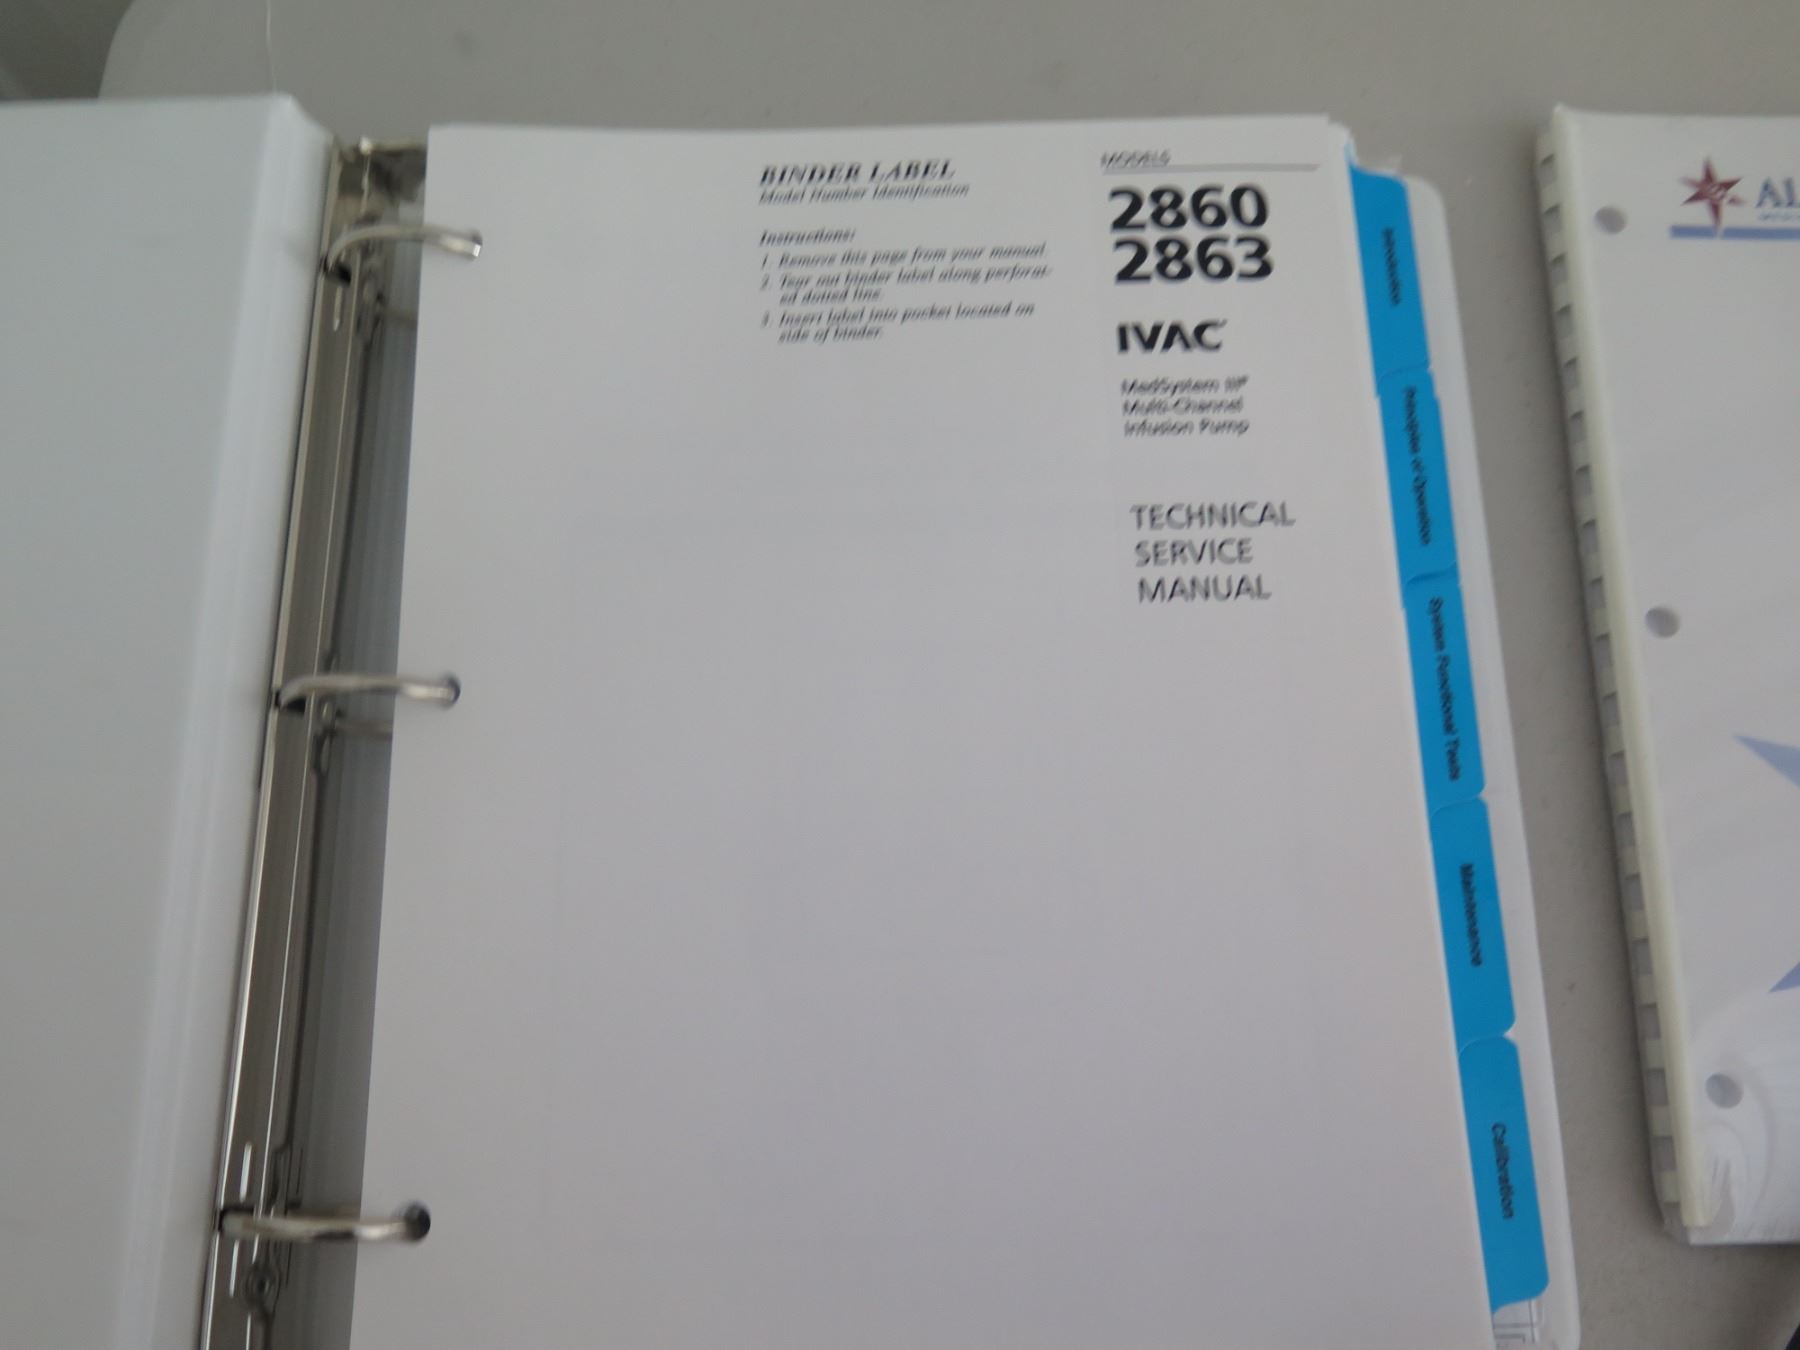 BINDER LABEL
Model Number Identification
Instructions:
1. Remove this page from your manual.
2. Tear out binder label along perforat-
ed dotted line.
3. Insert label into pocket located on
side of binder.
MODELS
2860
2863
IVAC
MedSystem III®
Multi-Channel
Infusion Pump
TECHNICAL
SERVICE
MANUAL
Introduction
Principles of Operation
System Functional Tests
Maintenance
Calibration
AL